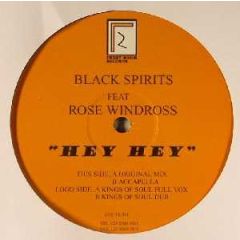 BLACK SPIRITS
FEAT
ROSE WINDROSS
"HEY HEY"
THIS SIDE, A ORIGINAL MIX
B ACCAPELLA
LOGO SIDE, A KINGS OF SOUL FULL VOX
B KINGS OF SOUL DUB